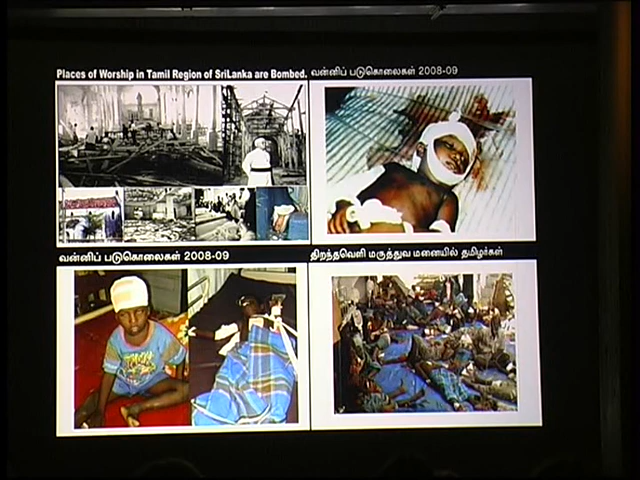 Places of Worship in Tamil Region of SriLanka are Bombed.
வன்னிப் படுகொலைகள் 2008-09
வன்னிப் படுகொலைகள் 2008-09
திறந்தவெளி மருத்துவ மனையில் தமிழர்கள்